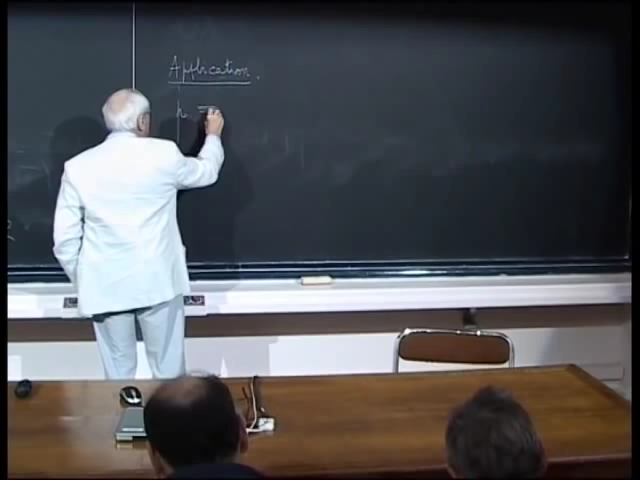 Application.
h =